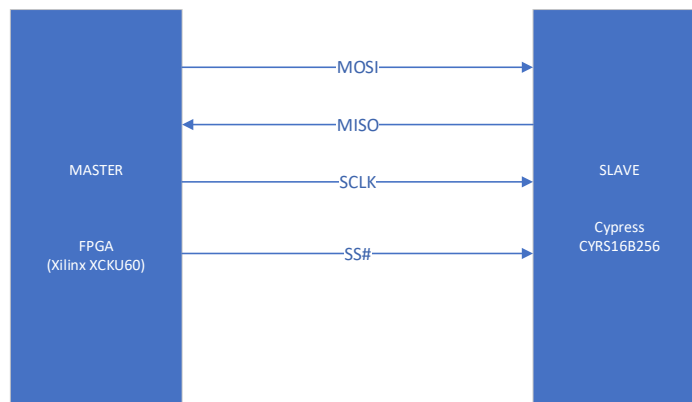 MOSI
MISO
MASTER
SCLK
SLAVE
FPGA
(Xilinx XCKU60)
SS#
Cypress
CYRS16B256